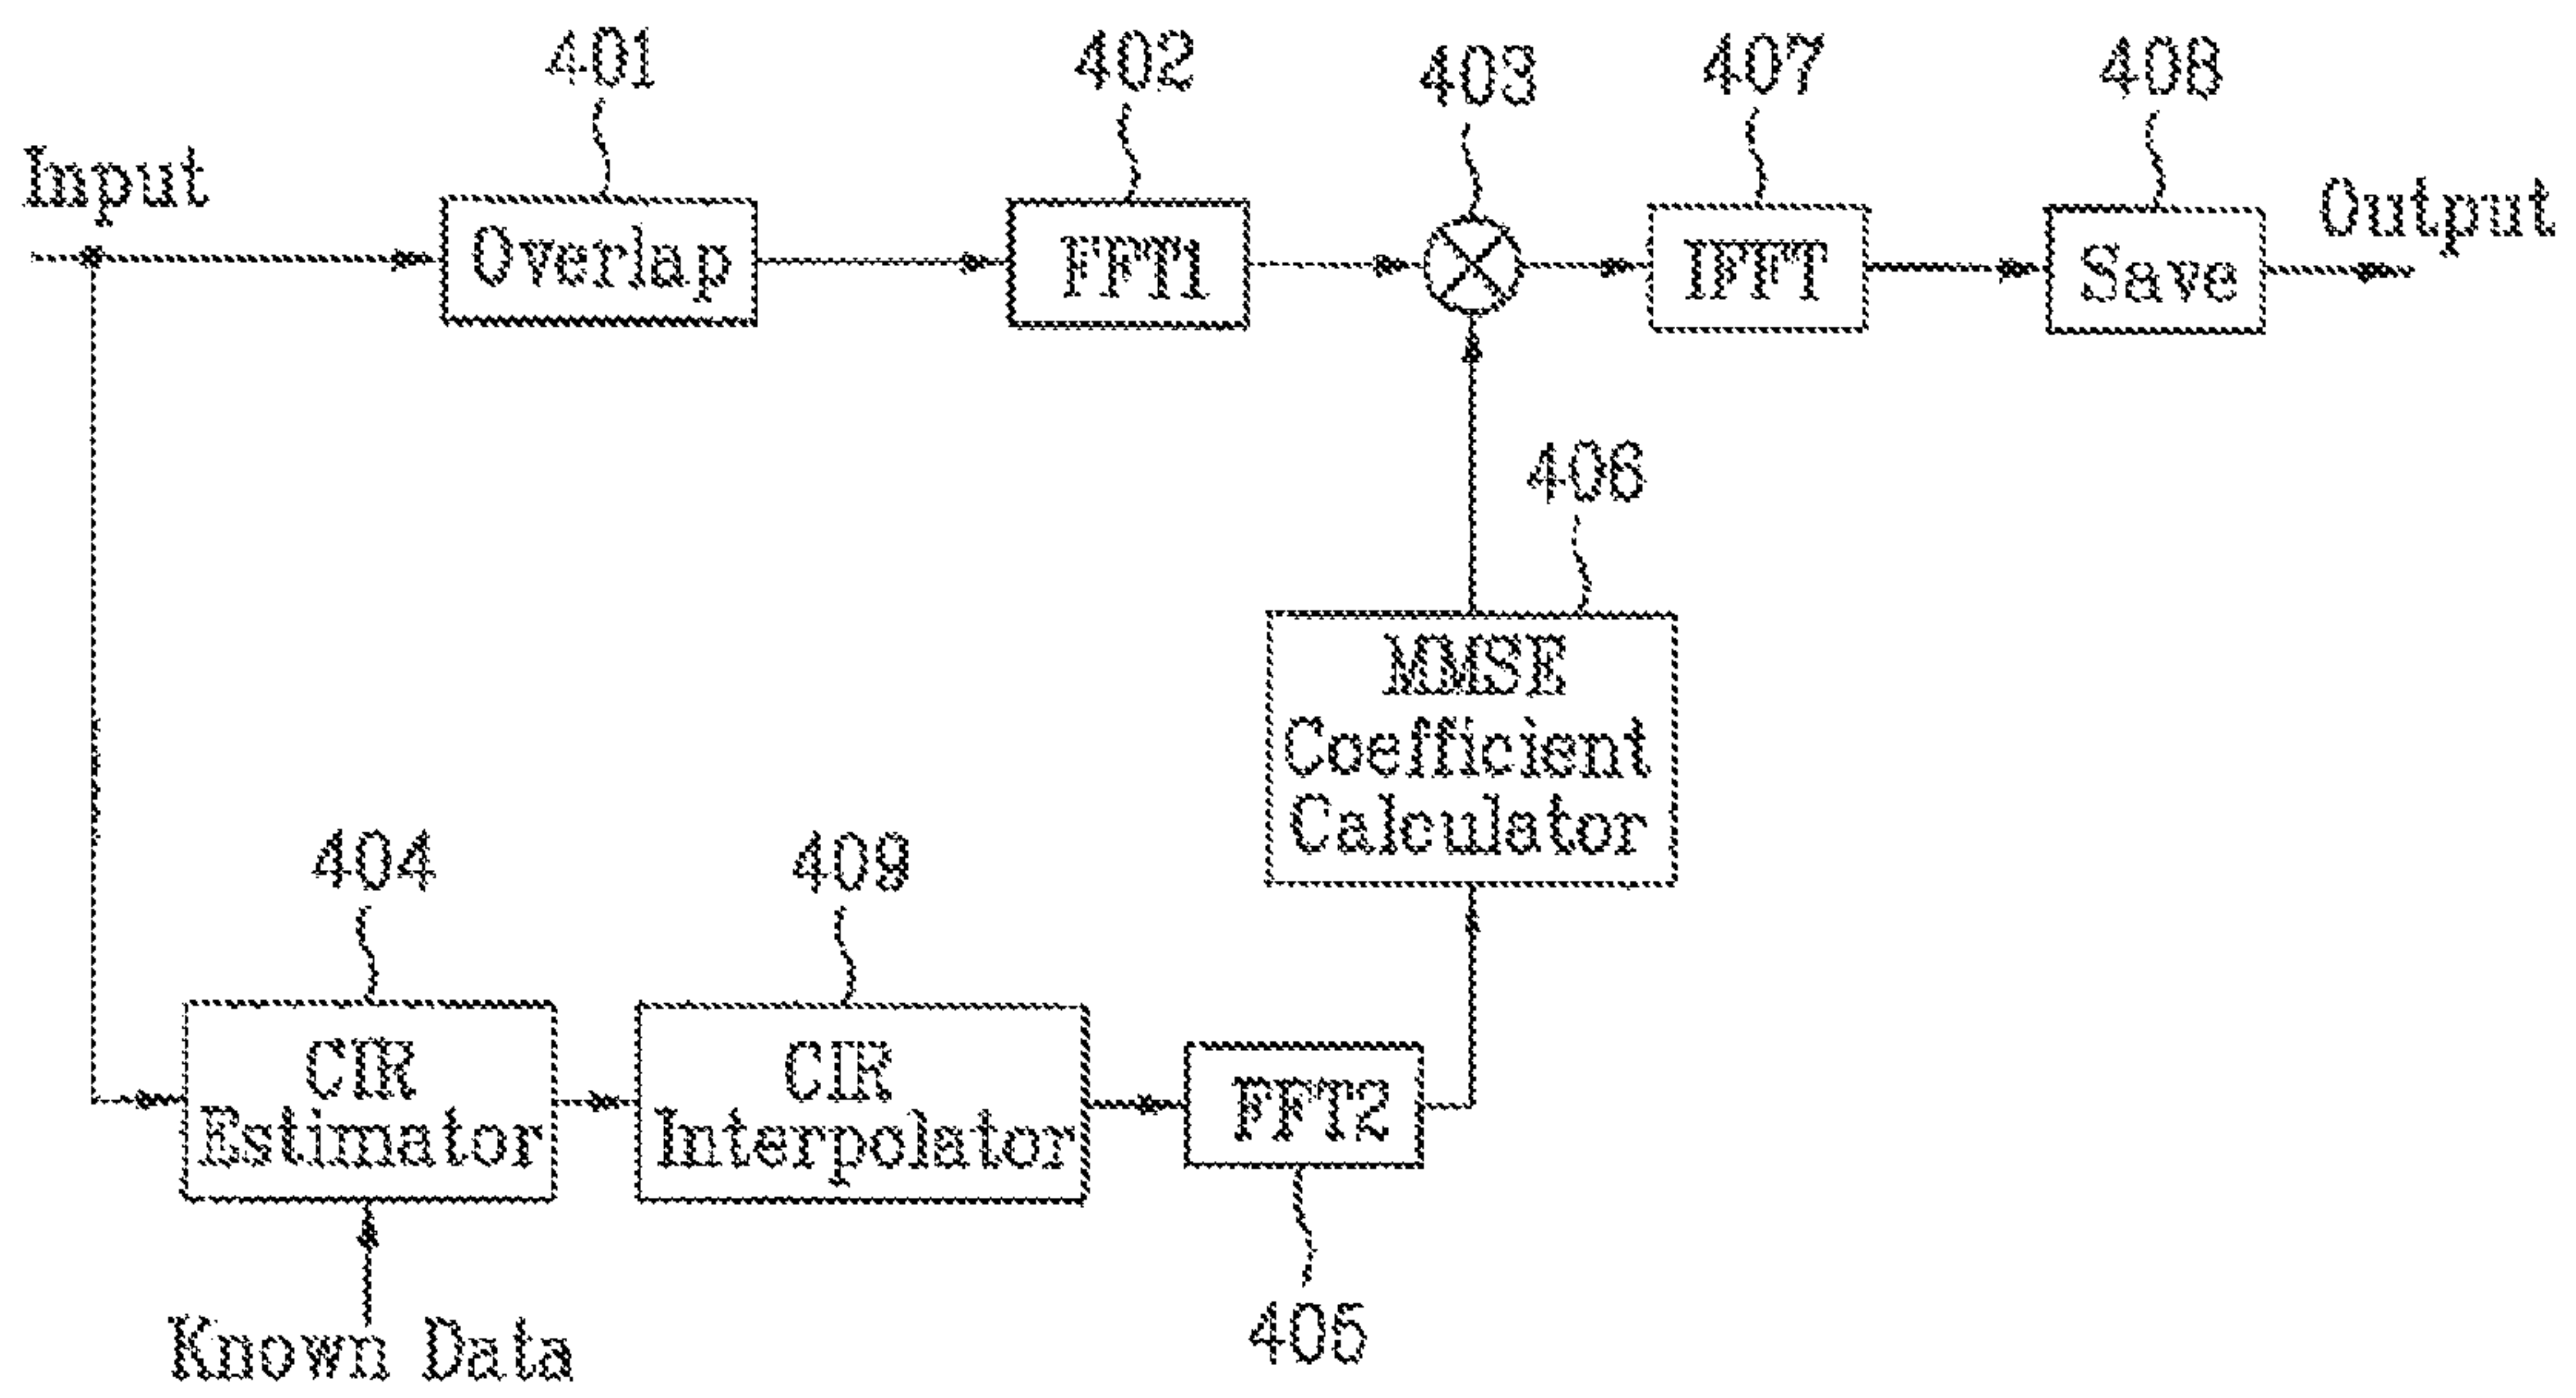 401
402
403
407
408
Input
Overlap
FFT1
IFFT
Save
Output
406
MMSE
Coefficient
Calculator
404
409
CIR
Estimator
CIR
Interpolator
FFT2
405
Known Data